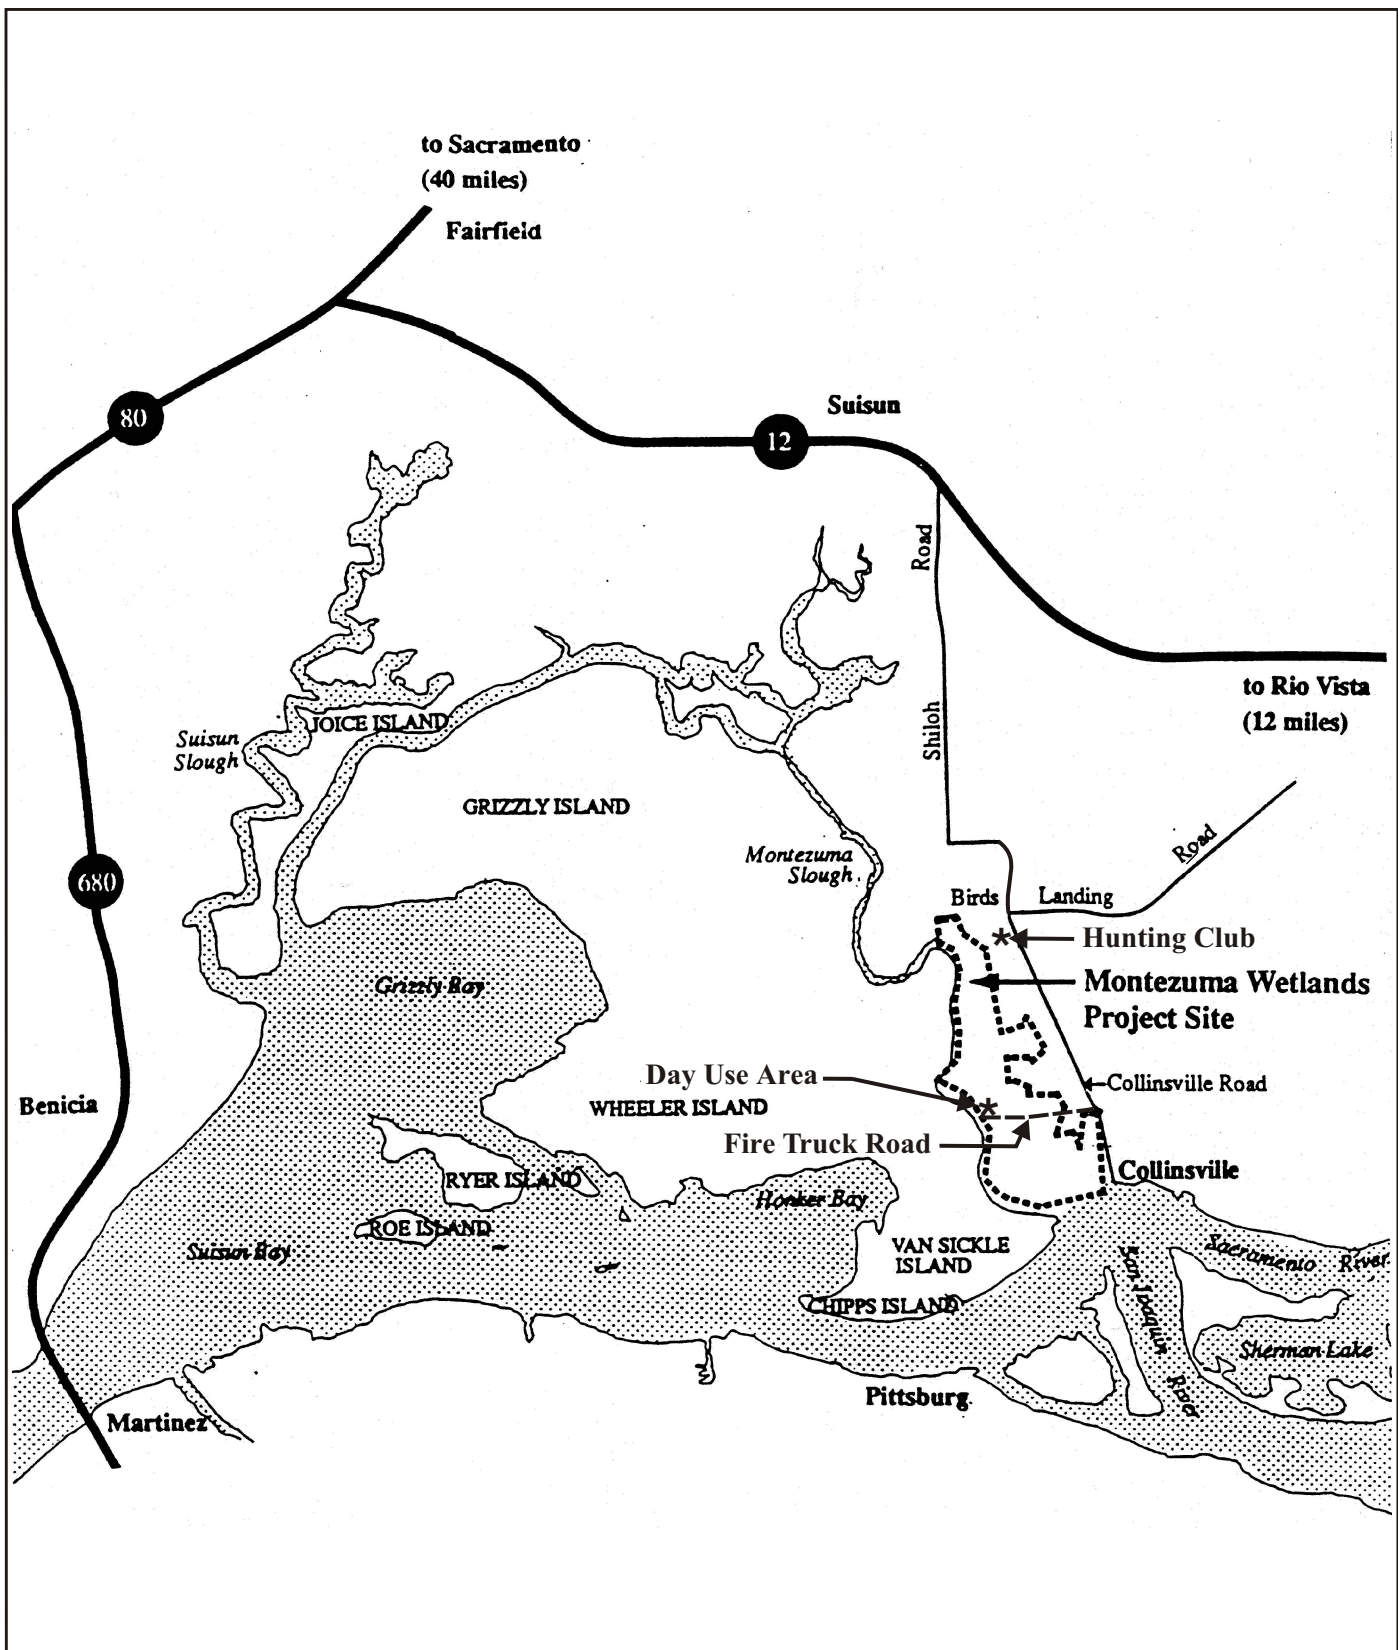 to Sacramento
(40 miles)
Fairfield
80
Suisun
12
Road
to Rio Vista
(12 miles)
Shiloh
JOICE ISLAND
Suisun
Slough
GRIZZLY ISLAND
Road
Montezuma
Slough
680
Birds Landing
Hunting Club
Grizzly Bay
Montezuma Wetlands
Project Site
Day Use Area
Collinsville Road
Benicia
WHEELER ISLAND
Fire Truck Road
Collinsville
RYER ISLAND
Honker Bay
ROE ISLAND
Suisun Bay
VAN SICKLE
ISLAND
Sacramento River
San Joaquin River
CHIPPS ISLAND
Sherman Lake
Pittsburg
Martinez